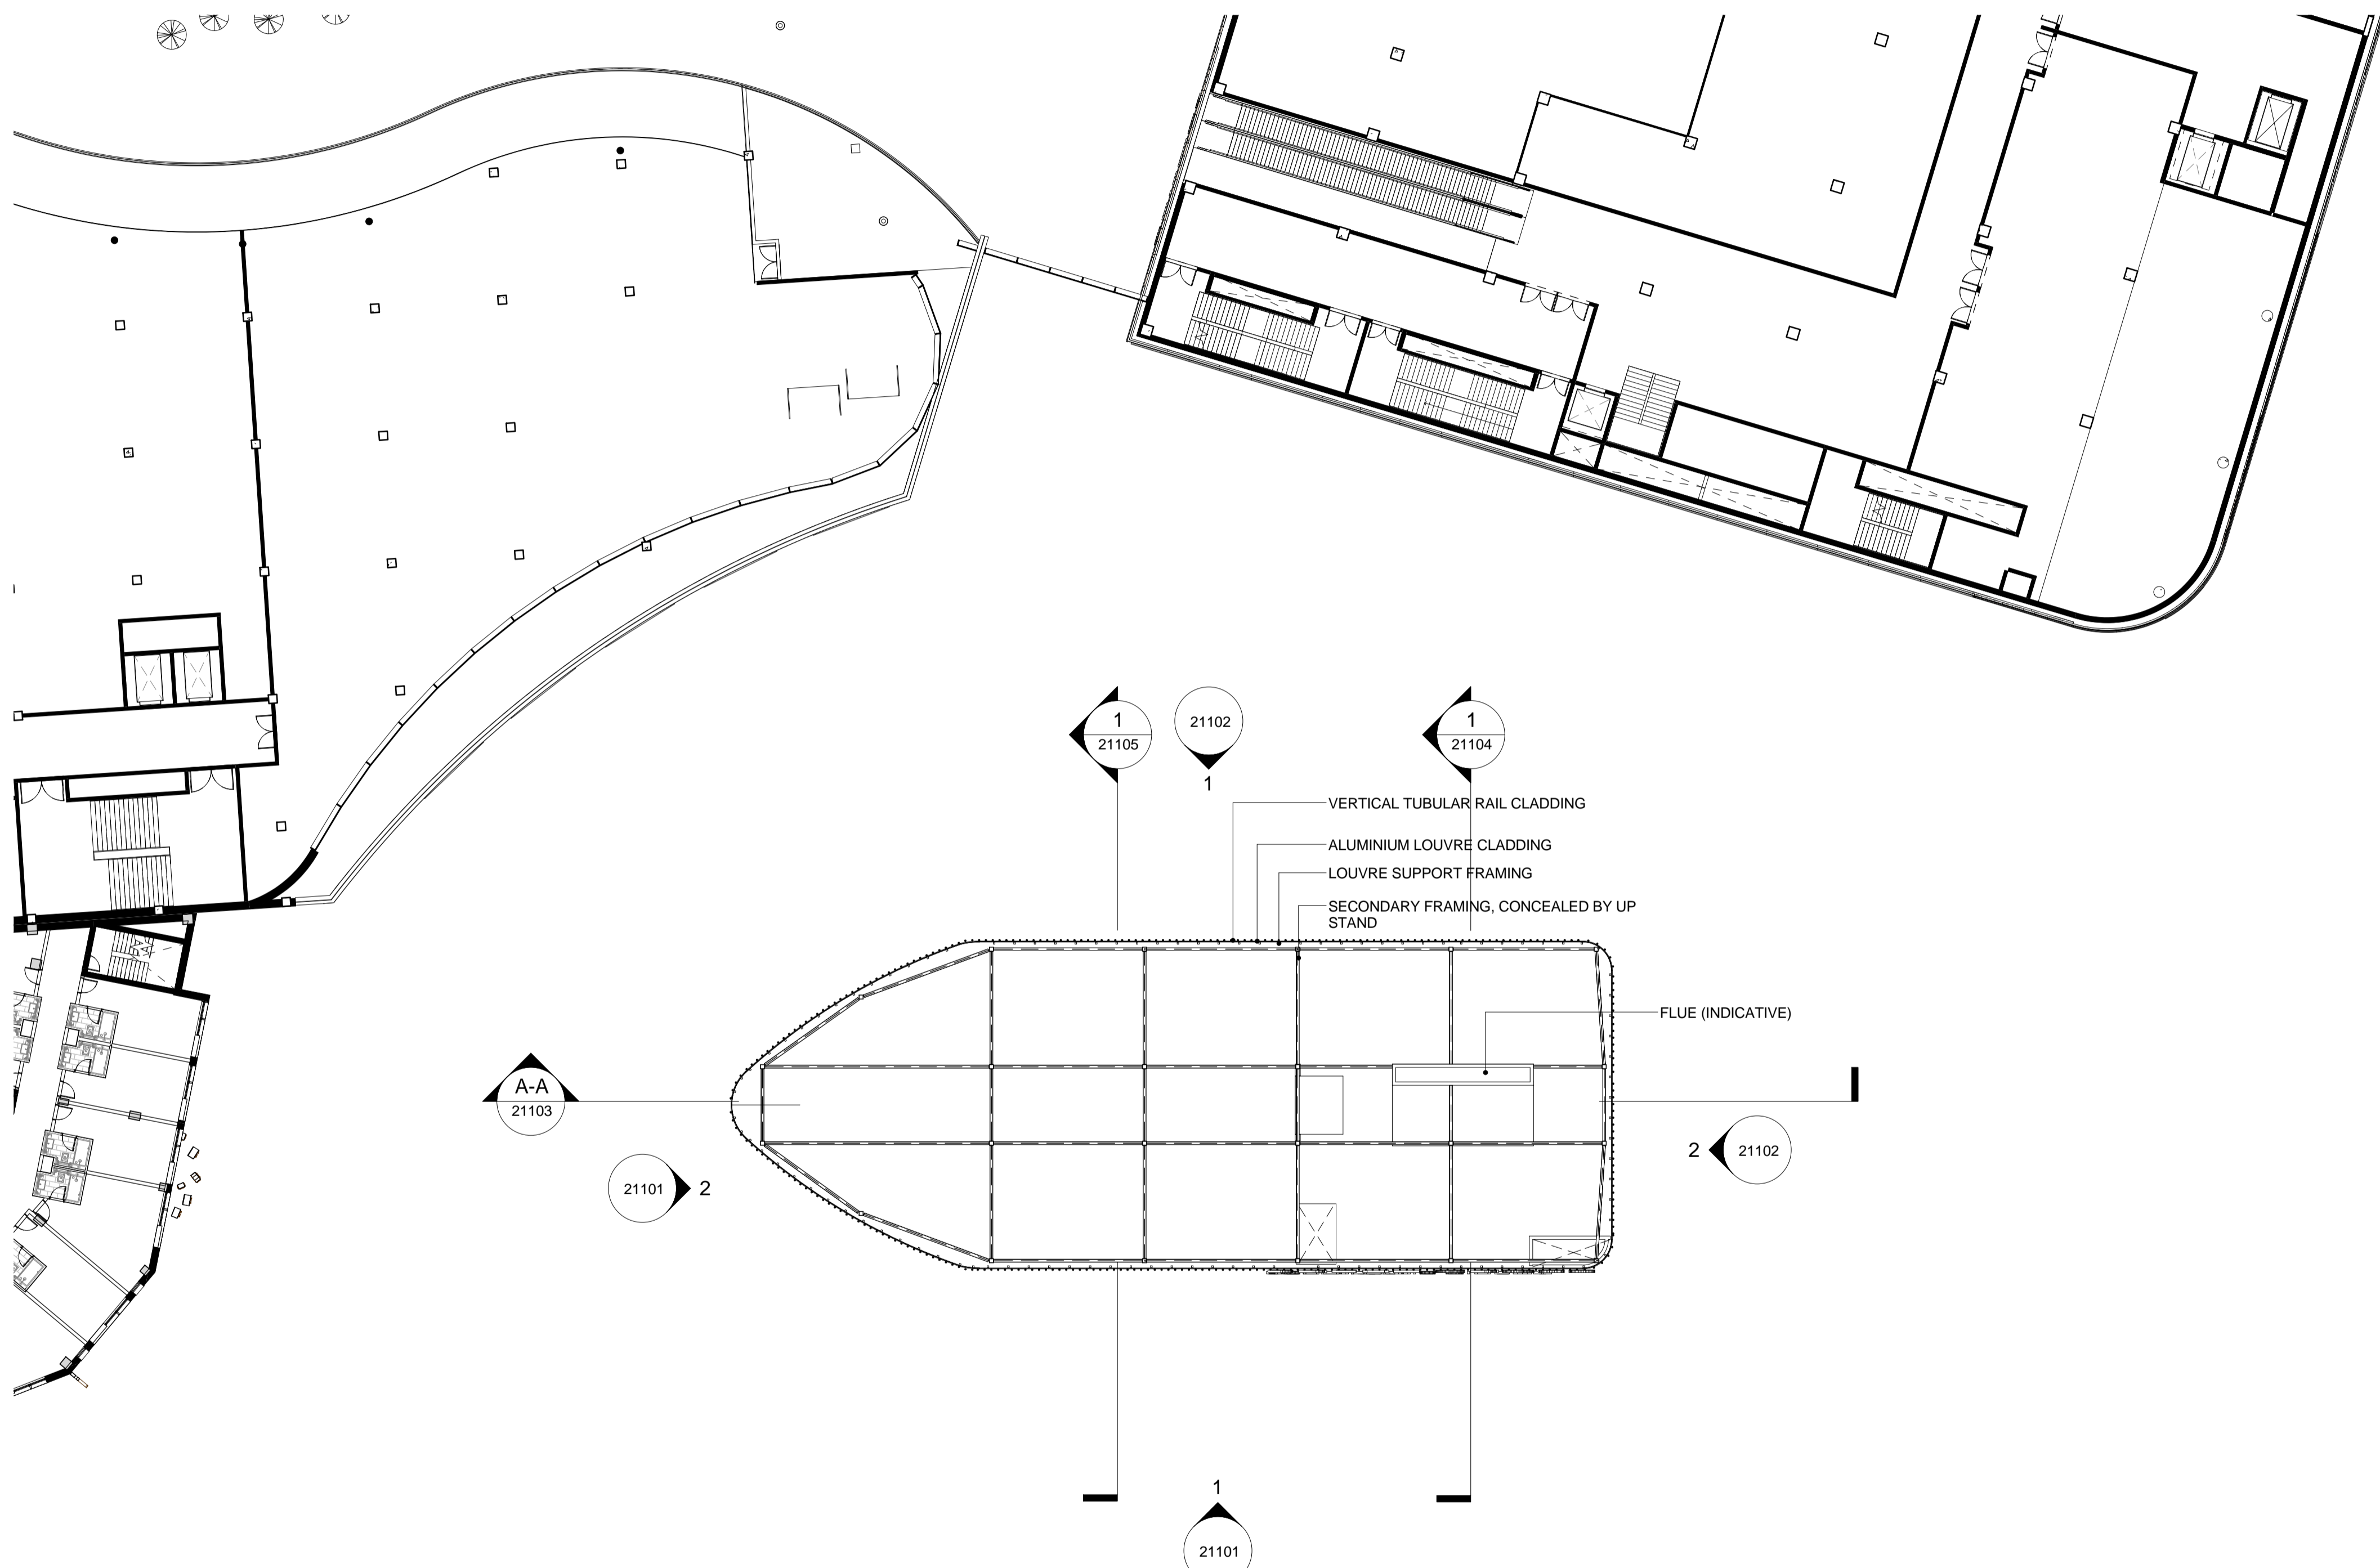 1
21105
21102
1
1
21104
VERTICAL TUBULAR RAIL CLADDING
ALUMINIUM LOUVRE CLADDING
LOUVRE SUPPORT FRAMING
SECONDARY FRAMING, CONCEALED BY UP
STAND
FLUE (INDICATIVE)
A-A
21103
21101
2
2
21102
1
21101